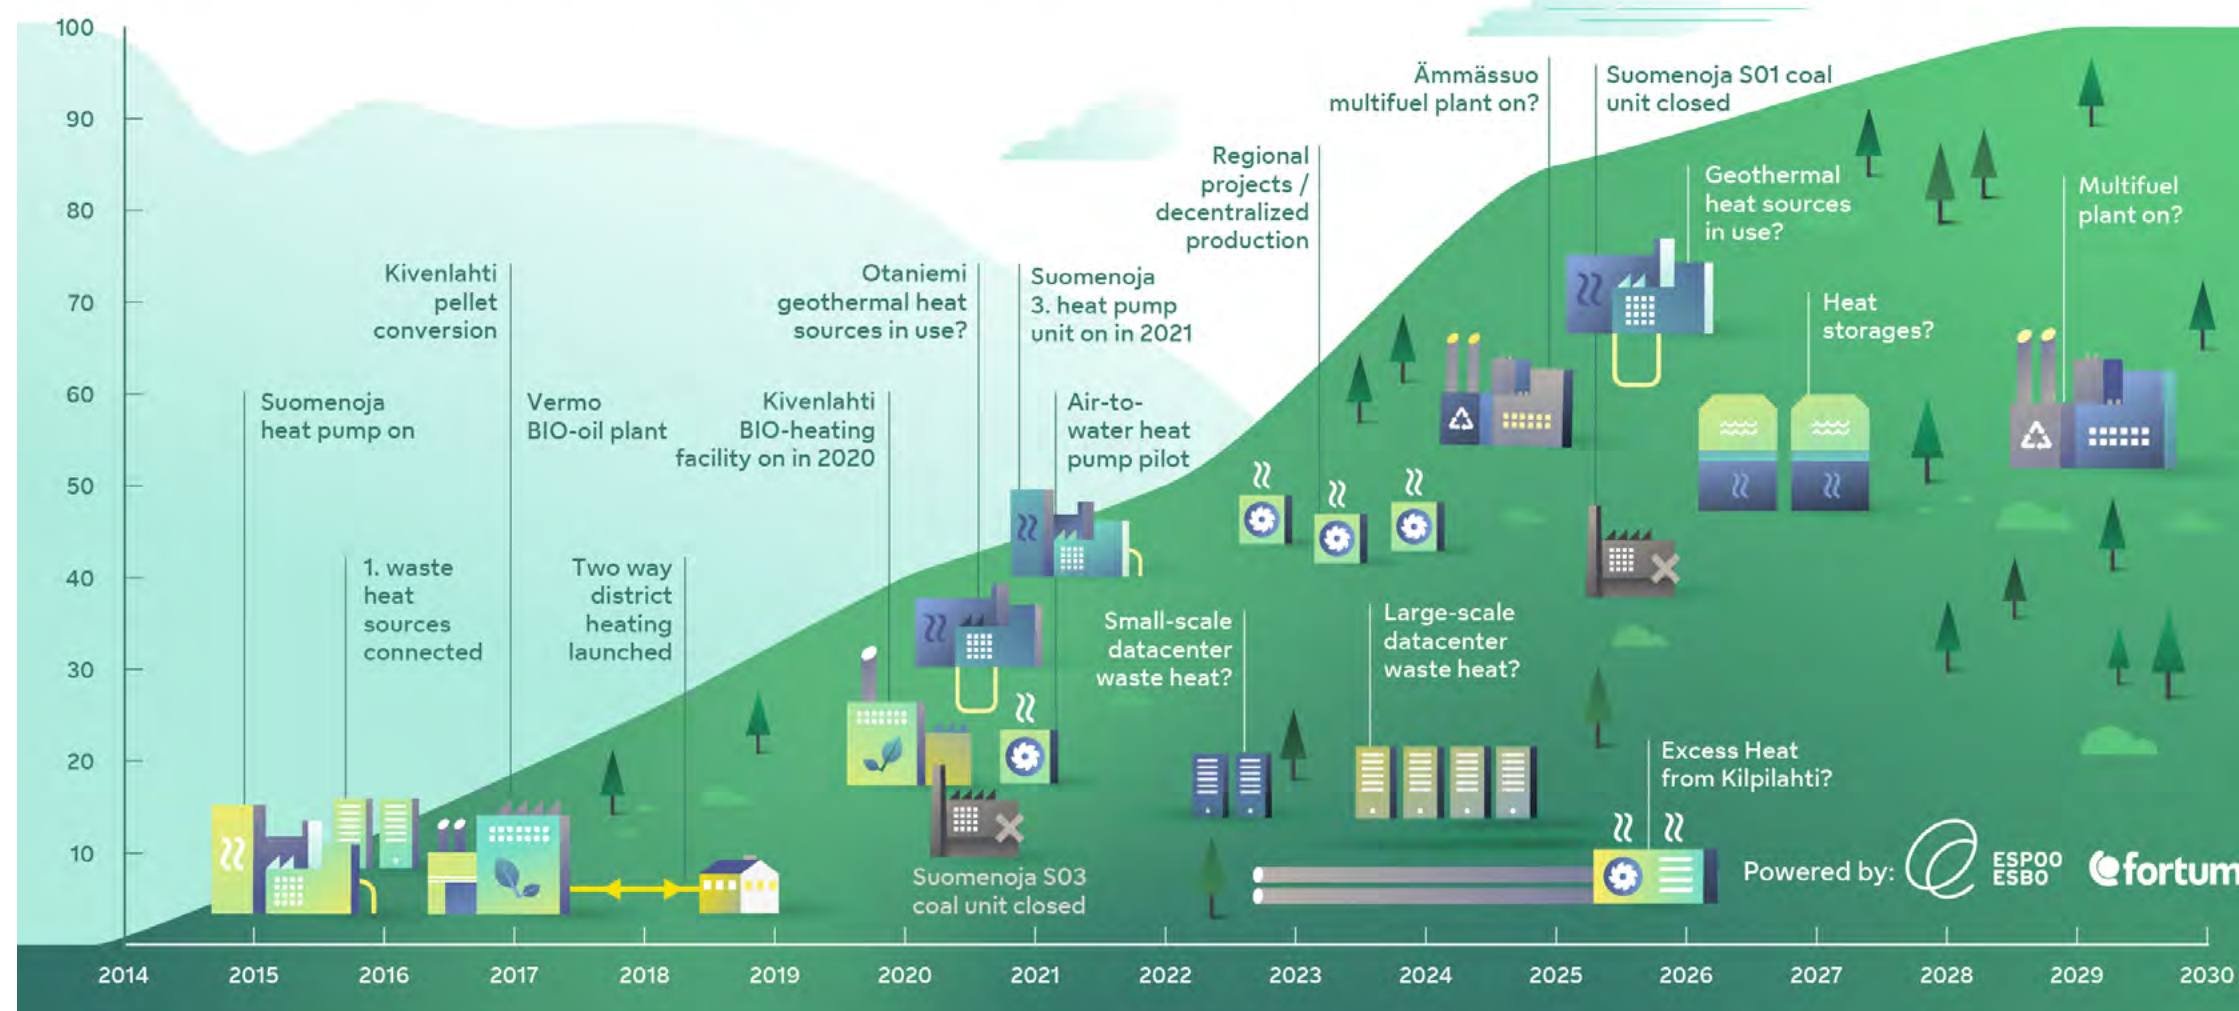 100
90
80
70
60
50
40
30
20
10
Suomenoja
heat pump on
1. waste
heat
sources
connected
Kivenlahti
pellet
conversion
Vermo
BIO-oil plant
Two way
district
heating
launched
Kivenlahti
BIO-heating
facility on in 2020
Otaniemi
geothermal heat
sources in use?
Suomenoja
3. heat pump
unit on in 2021
Air-to-
water heat
pump pilot
Suomenoja S03
coal unit closed
Small-scale
datacenter
waste heat?
Regional
projects /
decentralized
production
Large-scale
datacenter
waste heat?
Ämmässuo
multifuel plant on?
Suomenoja S01 coal
unit closed
Geothermal
heat sources
in use?
Excess Heat
from Kilpilahti?
Heat
storages?
Multifuel
plant on?
Powered by:
ESPOO
ESBO
fortum
2014
2015
2016
2017
2018
2019
2020
2021
2022
2023
2024
2025
2026
2027
2028
2029
2030